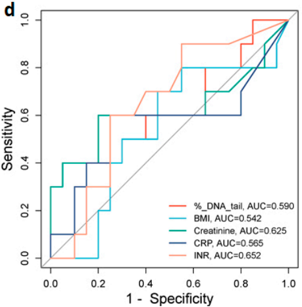 d
1.0
0.8
0.6
0.4
0.2
0.0
Sensitivity
%_DNA_tail, AUC=0.590
BMI, AUC=0.542
Creatinine, AUC=0.625
CRP, AUC=0.565
INR, AUC=0.652
0.0 0.2 0.4 0.6 0.8 1.0
1 - Specificity